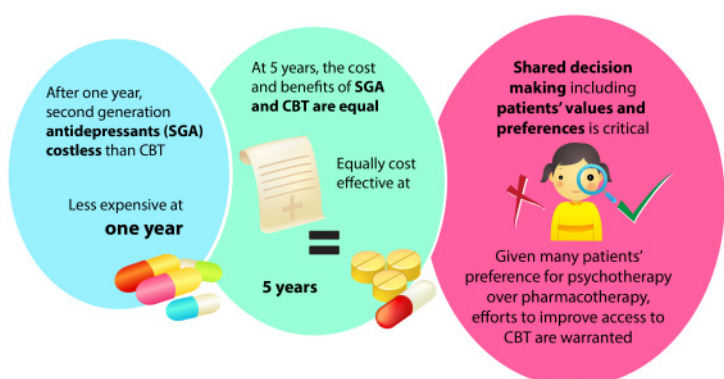 After one year,
second generation
antidepressants (SGA)
costless than CBT
Less expensive at
one year
At 5 years, the cost
and benefits of SGA
and CBT are equal
Equally cost
effective at
5 years
Shared decision
making including
patients' values and
preferences is critical
Given many patients'
preference for psychotherapy
over pharmacotherapy,
efforts to improve access to
CBT are warranted